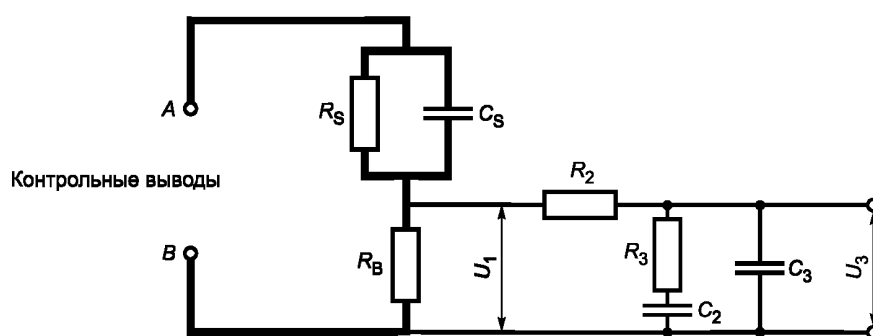 A
R_S
C_S
Контрольные выводы
R_2
B
R_B
U_1
R_3
C_2
C_3
U_3